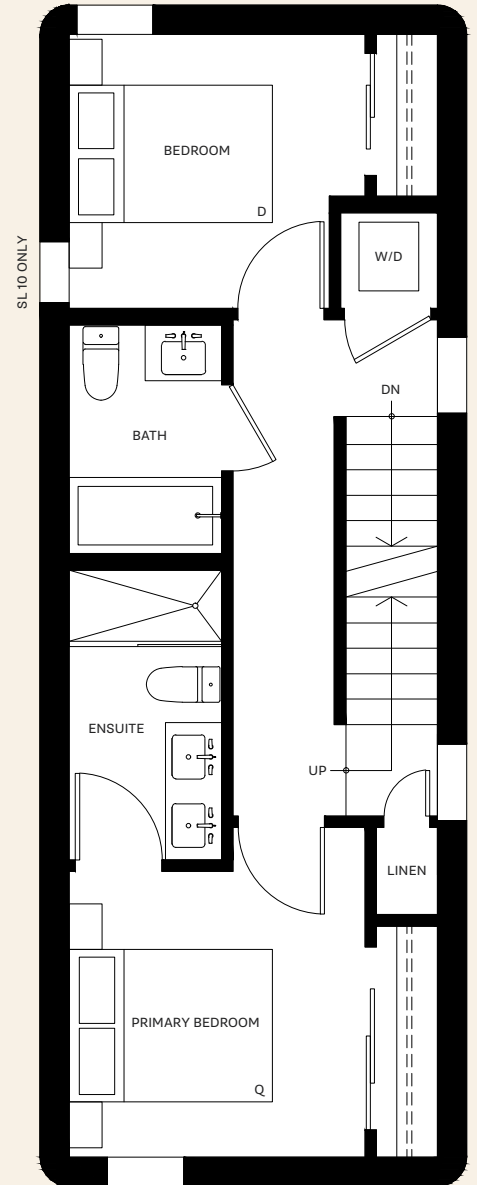 BEDROOM
D
W/D
SL 10 ONLY
DN
BATH
ENSUITE
UP
LINEN
PRIMARY BEDROOM
Q